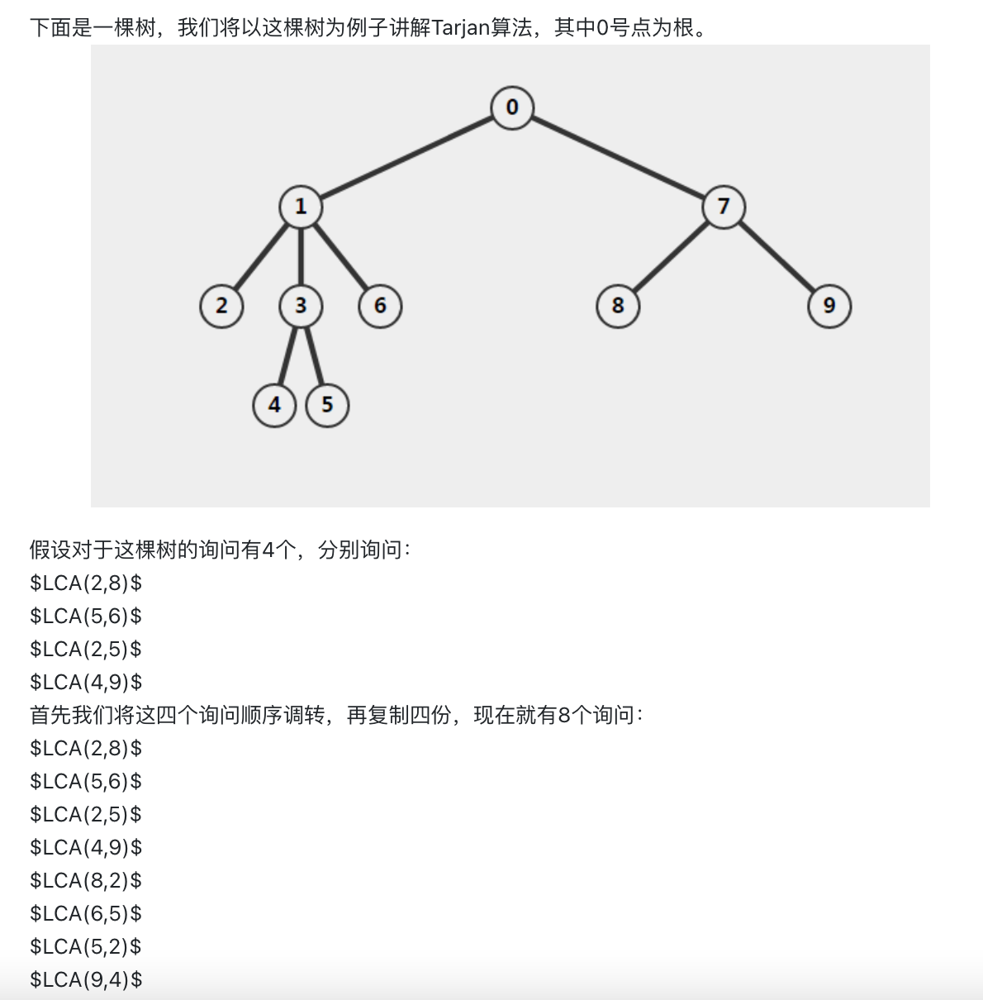 下面是一棵树，我们将以这棵树为例子讲解Tarjan算法，其中0号点为根。
0
1
7
2
3
6
8
9
4
5
假设对于这棵树的询问有4个，分别询问：
$LCA(2,8)$
$LCA(5,6)$
$LCA(2,5)$
$LCA(4,9)$
首先我们将这四个询问顺序调转，再复制四份，现在就有8个询问：
$LCA(2,8)$
$LCA(5,6)$
$LCA(2,5)$
$LCA(4,9)$
$LCA(8,2)$
$LCA(6,5)$
$LCA(5,2)$
$LCA(9,4)$